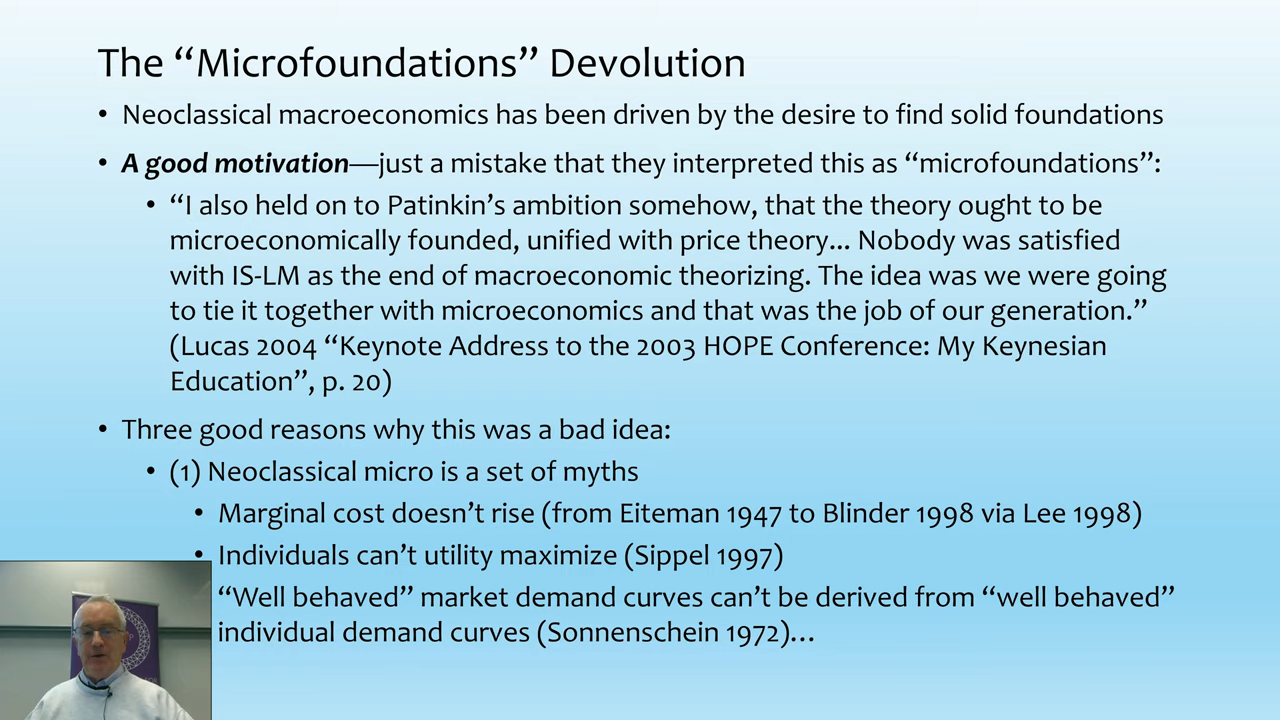 The “Microfoundations” Devolution
• Neoclassical macroeconomics has been driven by the desire to find solid foundations
• A good motivation—just a mistake that they interpreted this as “microfoundations”:
• “I also held on to Patinkin’s ambition somehow, that the theory ought to be
microeconomically founded, unified with price theory... Nobody was satisfied
with IS-LM as the end of macroeconomic theorizing. The idea was we were going
to tie it together with microeconomics and that was the job of our generation.”
(Lucas 2004 “Keynote Address to the 2003 HOPE Conference: My Keynesian
Education”, p. 20)
• Three good reasons why this was a bad idea:
• (1) Neoclassical micro is a set of myths
• Marginal cost doesn’t rise (from Eiteman 1947 to Blinder 1998 via Lee 1998)
• Individuals can’t utility maximize (Sippel 1997)
“Well behaved” market demand curves can’t be derived from “well behaved”
individual demand curves (Sonnenschein 1972)…